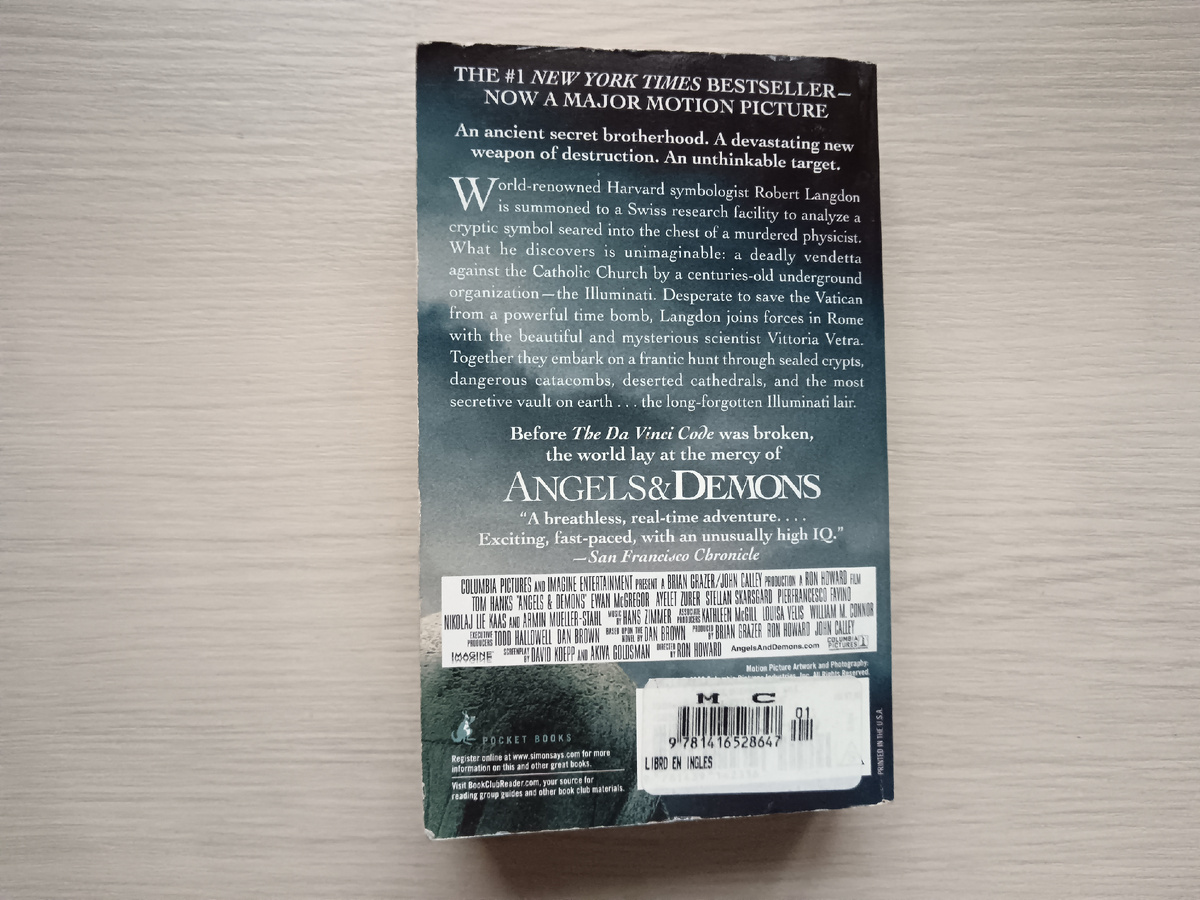 THE #1 NEW YORK TIMES BESTSELLER—
NOW A MAJOR MOTION PICTURE
An ancient secret brotherhood. A devastating new
weapon of destruction. An unthinkable target.
World-renowned Harvard symbologist Robert Langdon
is summoned to a Swiss research facility to analyze a
cryptic symbol seared into the chest of a murdered physicist.
What he discovers is unimaginable: a deadly vendetta
against the Catholic Church by a centuries-old underground
organization—the Illuminati. Desperate to save the Vatican
from a powerful time bomb, Langdon joins forces in Rome
with the beautiful and mysterious scientist Vittoria Vetra.
Together they embark on a frantic hunt through sealed crypts,
dangerous catacombs, deserted cathedrals, and the most
secretive vault on earth . . . the long-forgotten Illuminati lair.
Before The Da Vinci Code was broken,
the world lay at the mercy of
ANGELS&DEMONS
“A breathless, real-time adventure. . . .
Exciting, fast-paced, with an unusually high IQ.”
—San Francisco Chronicle
COLUMBIA PICTURES AND IMAGINE ENTERTAINMENT PRESENT A BRIAN GRAZER/JOHN CALLEY PRODUCTION A RON HOWARD FILM
TOM HANKS "ANGELS & DEMONS" EWAN McGREGOR AYELET ZURER STELLAN SKARSGARD PIERFRANCESCO FAVINO
NIKOLAJ LIE KAAS AND ARMIN MUELLER-STAHL MUSIC BY HANS ZIMMER ASSOCIATE PRODUCERS KATHLEEN McGILL LOUISA VELIS WILLIAM M. CONNOR
EXECUTIVE PRODUCERS TODD HALLOWELL DAN BROWN BASED UPON THE NOVEL BY DAN BROWN PRODUCED BY BRIAN GRAZER RON HOWARD JOHN CALLEY
IMAGINE SCREENPLAY BY DAVID KOEPP AND AKIVA GOLDSMAN DIRECTED BY RON HOWARD AngelsAndDemons.com COLUMBIA PICTURES
Motion Picture Artwork and Photography:
Pictures Industries, Inc. All Rights Reserved.
M C
01
9 781416 528647
LIBRO EN INGLES
POCKET BOOKS
Register online at www.simonsays.com for more
information on this and other great books.
Visit BookClubReader.com, your source for
reading group guides and other book club materials.
PRINTED IN THE U.S.A.